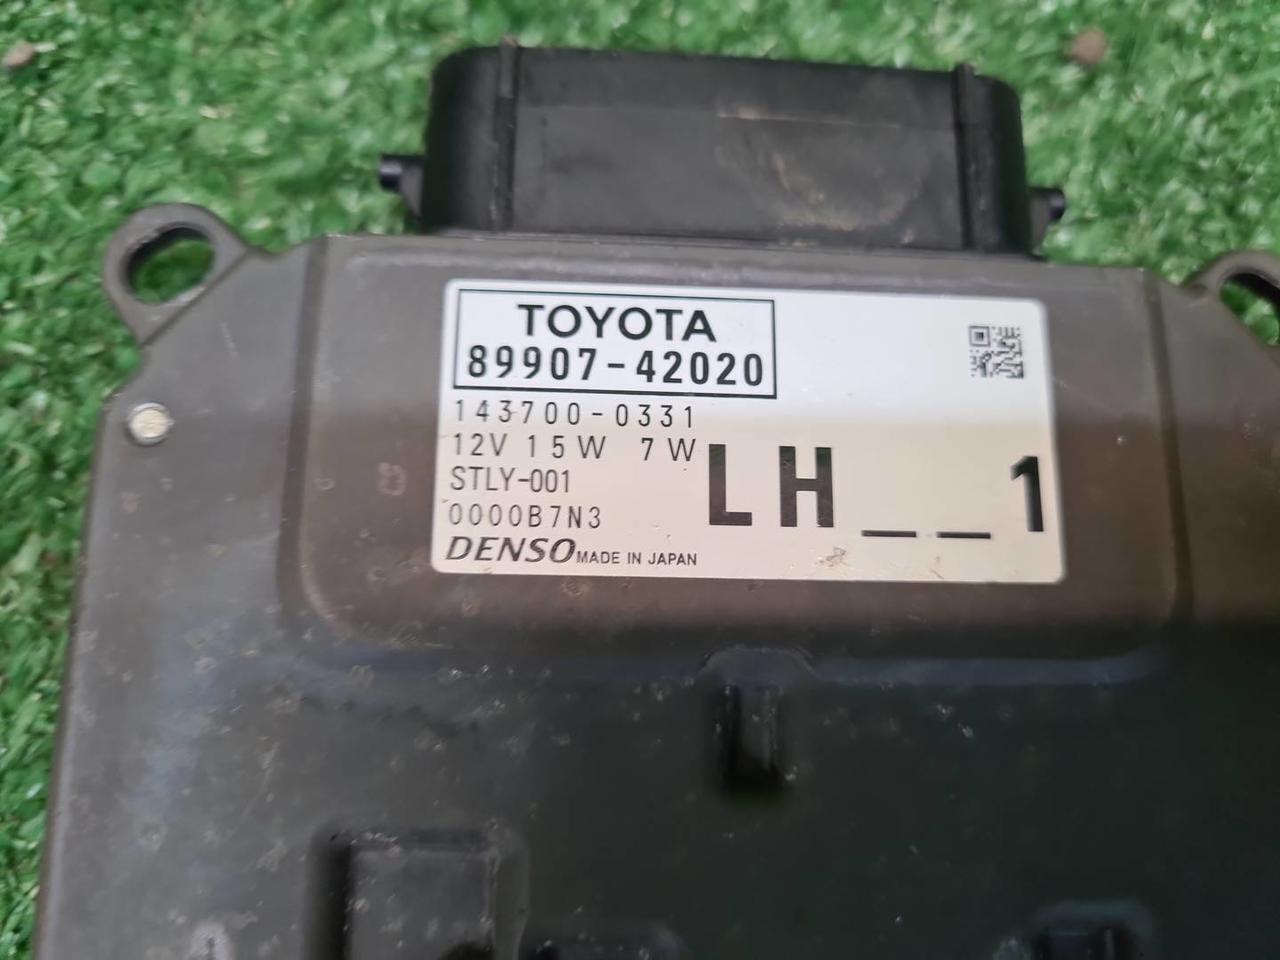 TOYOTA
89907-42020
143700-0331
12V 15W 7W
STLY-001
0000B7N3
LH__1
DENSO MADE IN JAPAN